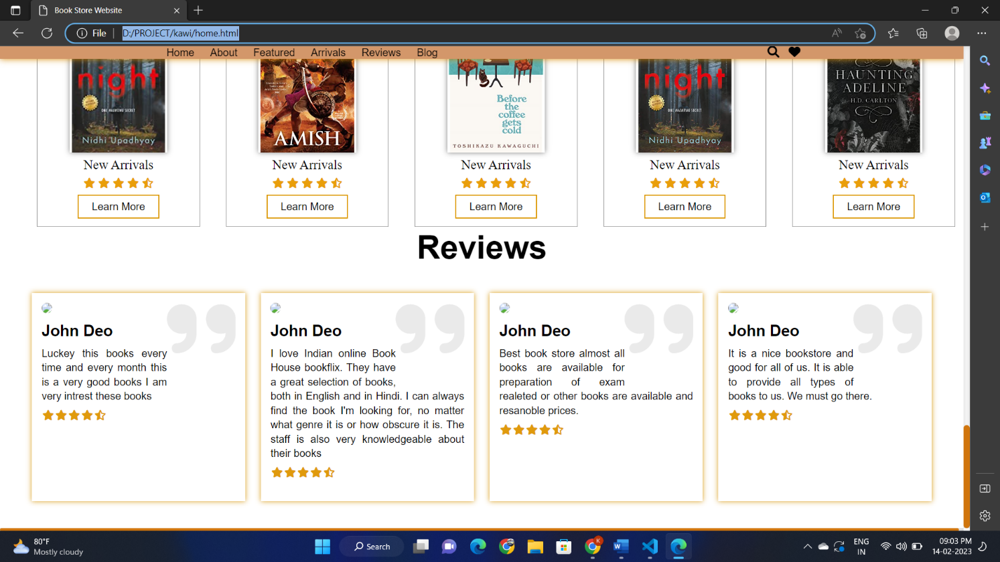 Book Store Website
File
D:/PROJECT/kawi/home.html
Home About Featured Arrivals Reviews Blog
night
ONE HAUNTING SECRET
Nidhi Upadhyay
AMISH
Before
the
coffee
gets
cold
TOSHIKAZU KAWAGUCHI
night
ONE HAUNTING SECRET
Nidhi Upadhyay
HAUNTING
ADELINE
H.D. CARLTON
New Arrivals New Arrivals New Arrivals New Arrivals New Arrivals
Learn More Learn More Learn More Learn More Learn More
Reviews
John Deo
Luckey this books every
time and every month this
is a very good books I am
very intrest these books
John Deo
I love Indian online Book
House bookflix. They have
a great selection of books,
both in English and in Hindi. I can always
find the book I'm looking for, no matter
what genre it is or how obscure it is. The
staff is also very knowledgeable about
their books
John Deo
Best book store almost all
books are available for
preparation of exam
realeted or other books are available and
resanoble prices.
John Deo
It is a nice bookstore and
good for all of us. It is able
to provide all types of
books to us. We must go there.
80°F
Mostly cloudy
Search
ENG
IN
09:03 PM
14-02-2023